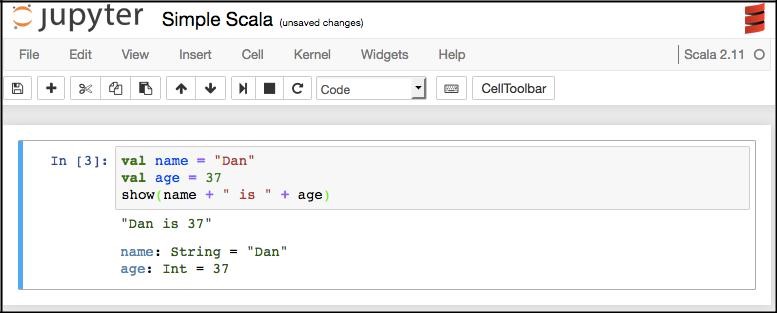 jupyter Simple Scala (unsaved changes)
File Edit View Insert Cell Kernel Widgets Help Scala 2.11
Code CellToolbar
In [3]: val name = "Dan"
val age = 37
show(name + " is " + age)
"Dan is 37"
name: String = "Dan"
age: Int = 37